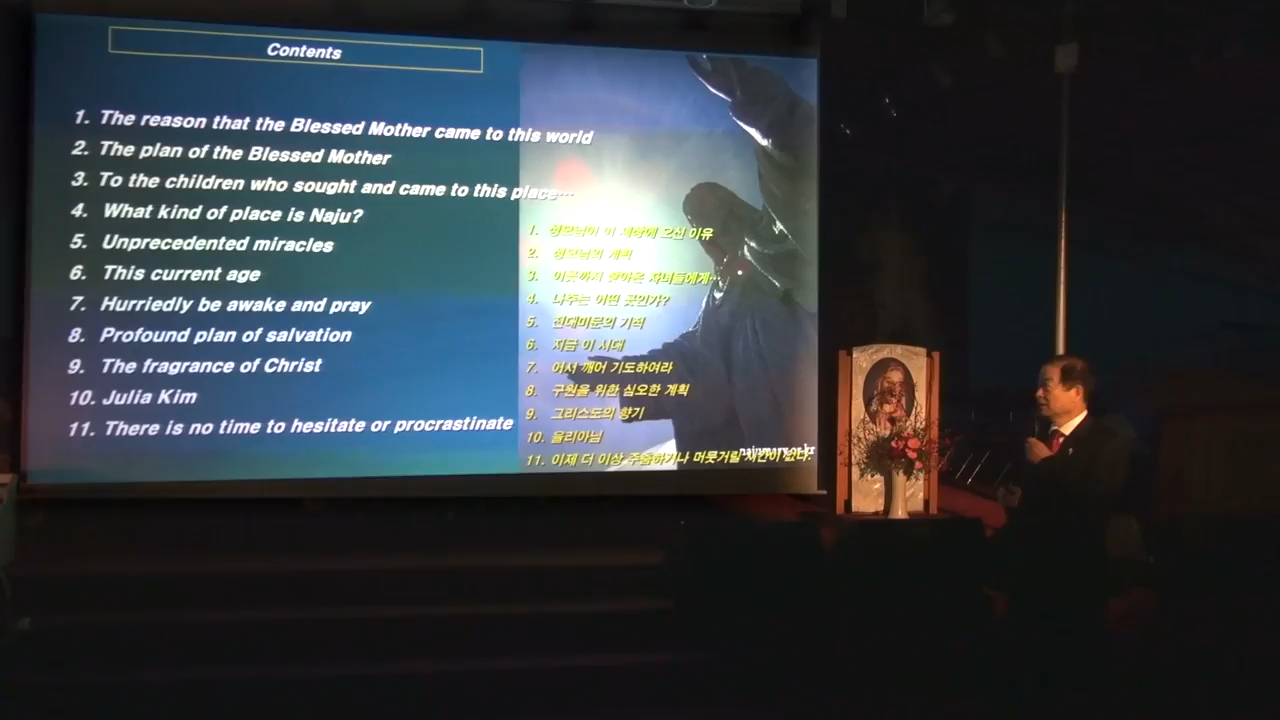 Contents
1. The reason that the Blessed Mother came to this world
2. The plan of the Blessed Mother
3. To the children who sought and came to this place…
4. What kind of place is Naju?
5. Unprecedented miracles
6. This current age
7. Hurriedly be awake and pray
8. Profound plan of salvation
9. The fragrance of Christ
10. Julia Kim
11. There is no time to hesitate or procrastinate
1. 성모님이 이 세상에 오신 이유
2. 성모님의 계획
3. 이곳까지 찾아온 자녀들에게…
4. 나주는 어떤 곳인가?
5. 전대미문의 기적
6. 지금 이 시대
7. 어서 깨어 기도하여라
8. 구원을 위한 심오한 계획
9. 그리스도의 향기
10. 율리아님
11. 이제 더 이상 주춤하거나 머뭇거릴 시간이 없다.
najumary.or.kr